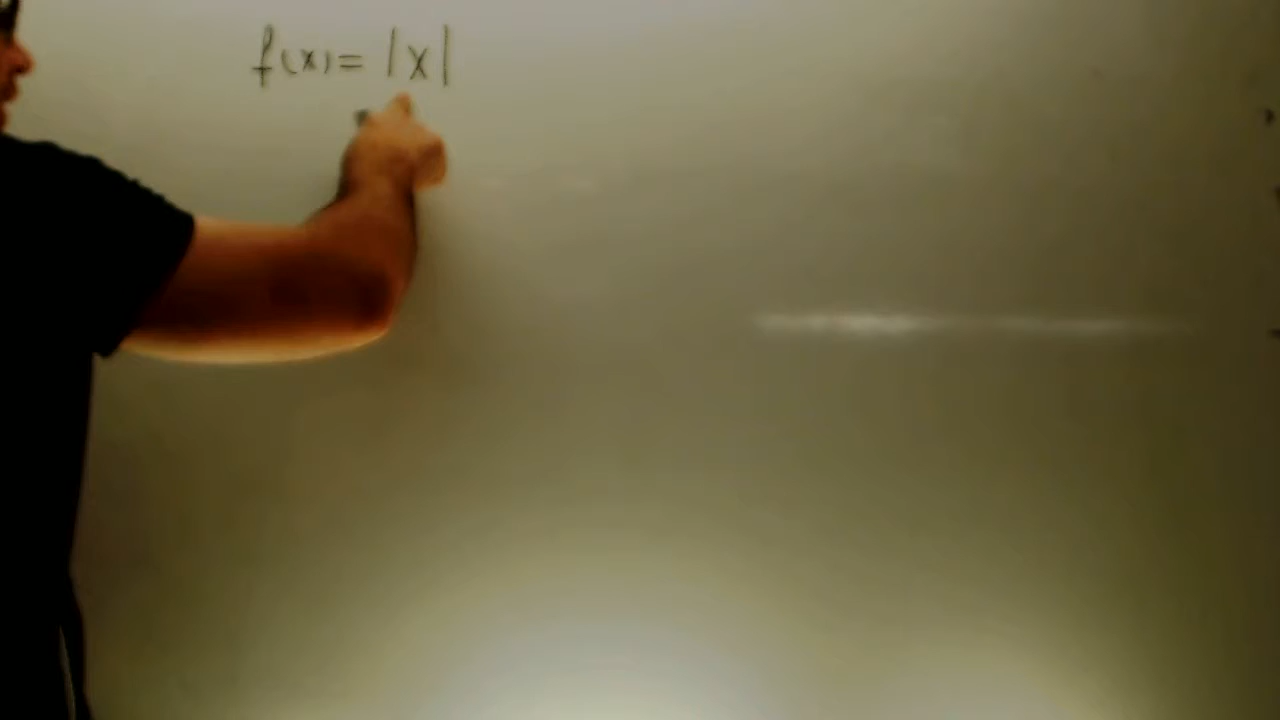 f(x) = |x|